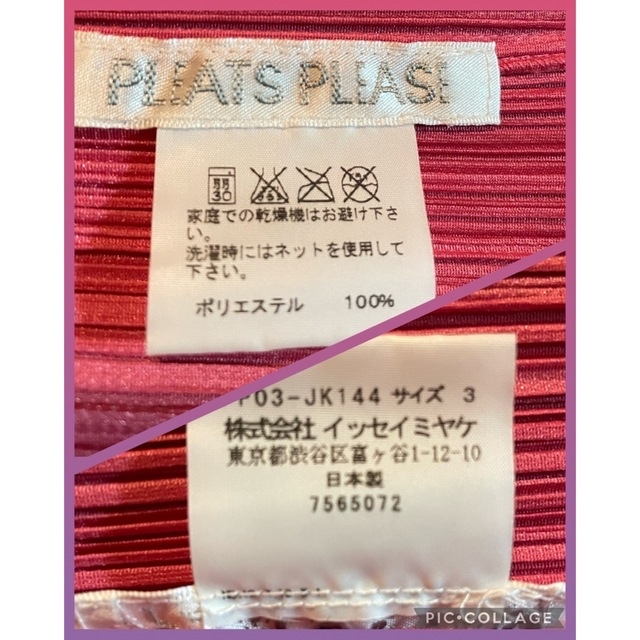 PLEATS PLEASE
弱
30
家庭での乾燥機はお避け下さ
い。
洗濯時にはネットを使用して
下さい。
ポリエステル 100%
P03-JK144 サイズ 3
株式会社 イッセイミヤケ
東京都渋谷区富ヶ谷1-12-10
日本製
7565072
PIC•COLLAGE